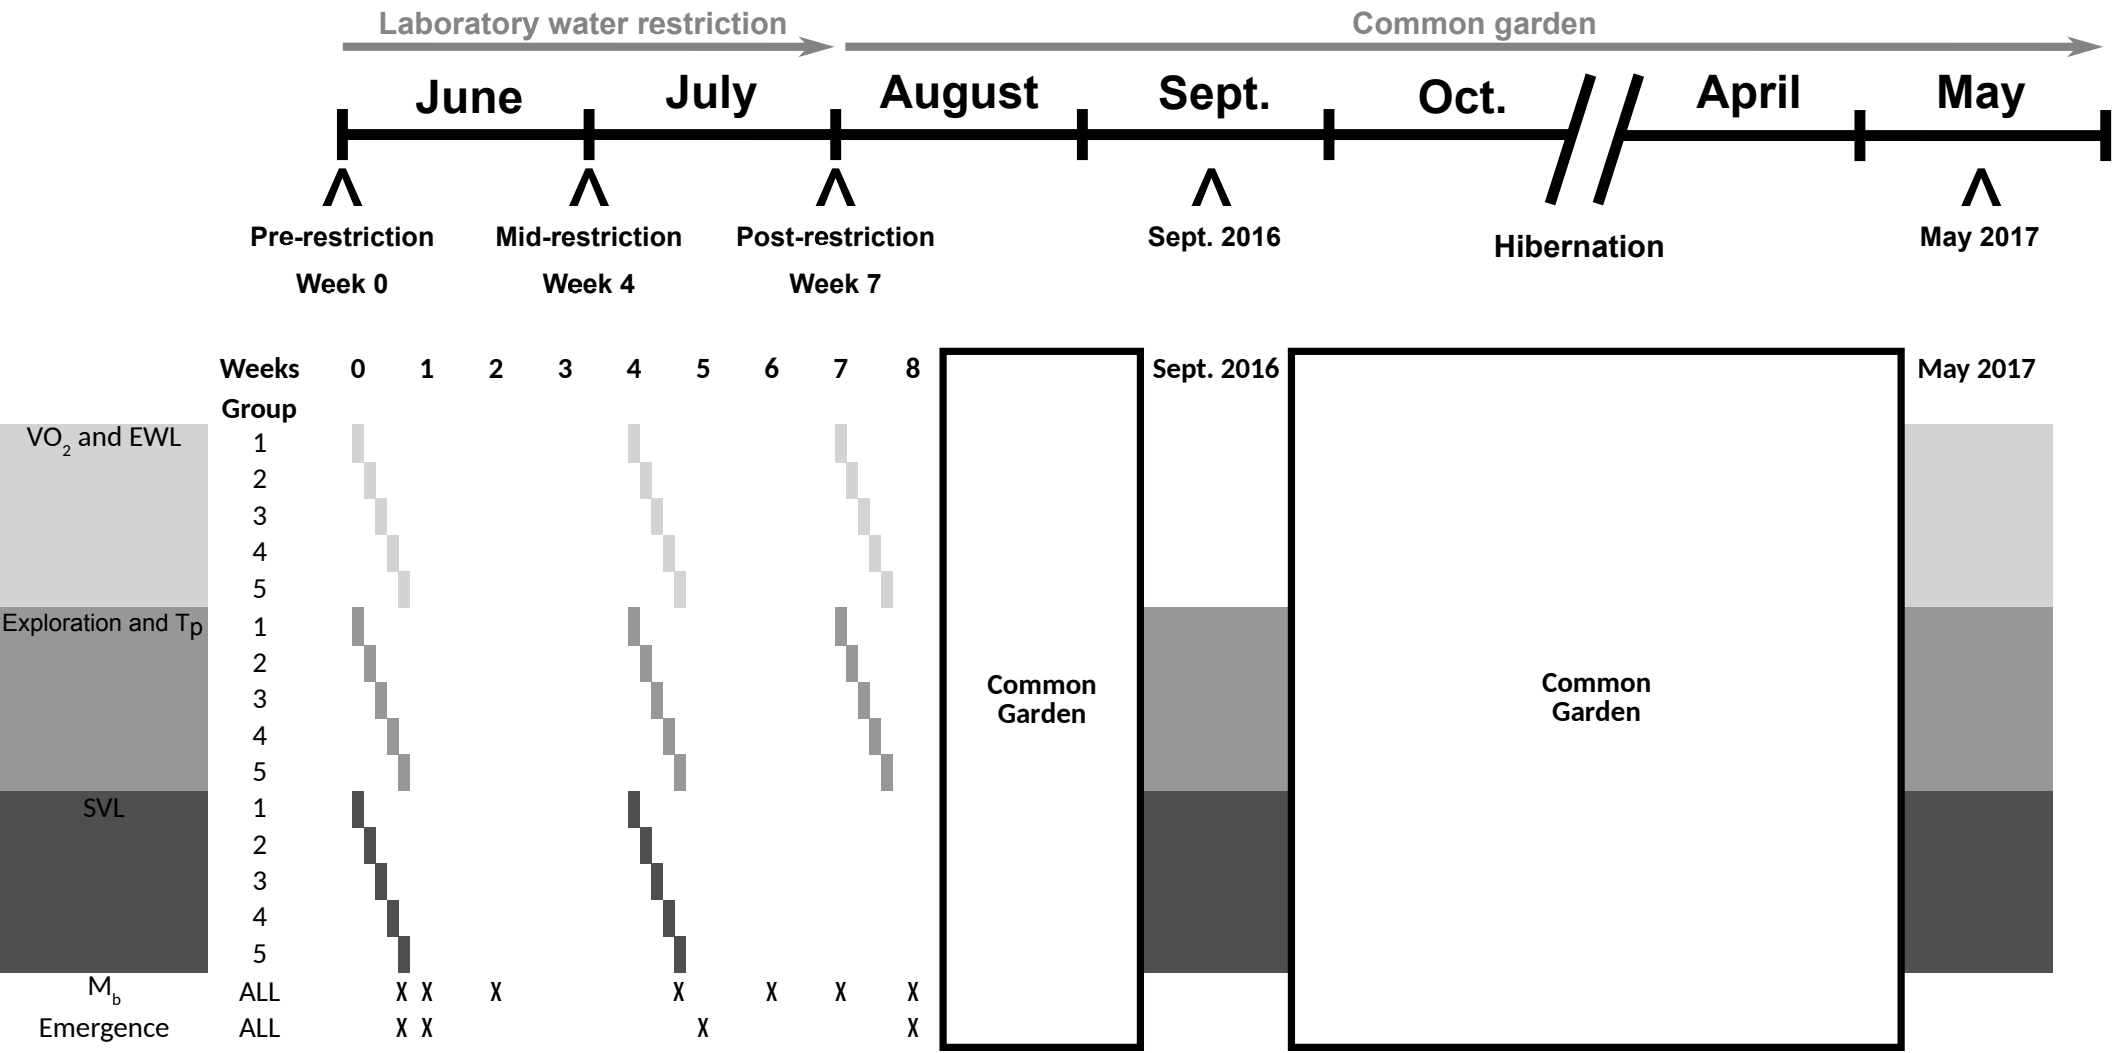 Laboratory water restriction Common garden
June July August Sept. Oct. April May
Pre-restriction Mid-restriction Post-restriction Sept. 2016 Hibernation May 2017
Week 0 Week 4 Week 7
Weeks 0 1 2 3 4 5 6 7 8 Sept. 2016 May 2017
Group
VO2 and EWL 1
2
3
4
5
Exploration and Tp 1
2
3
4
5
Common Garden
Common Garden
SVL 1
2
3
4
5
Mb ALL X X X X X X X
Emergence ALL X X X X